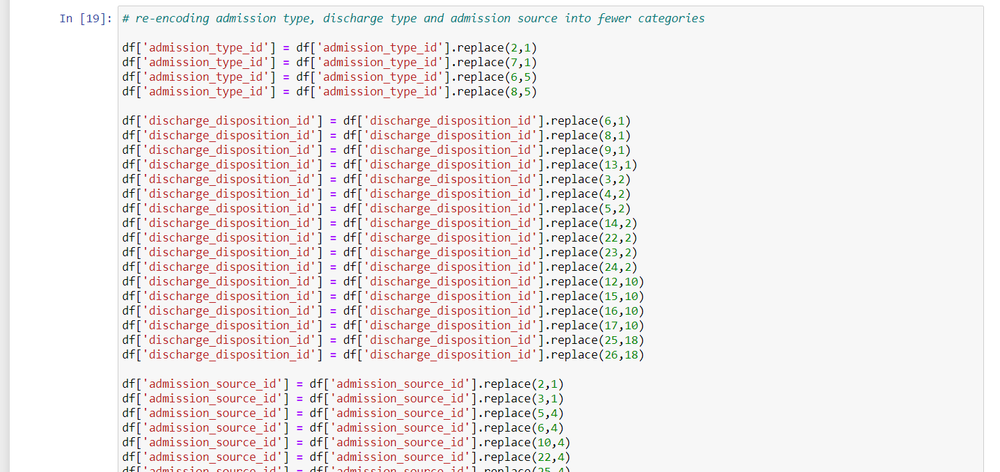 In [19]: # re-encoding admission type, discharge type and admission source into fewer categories
df['admission_type_id'] = df['admission_type_id'].replace(2,1)
df['admission_type_id'] = df['admission_type_id'].replace(7,1)
df['admission_type_id'] = df['admission_type_id'].replace(6,5)
df['admission_type_id'] = df['admission_type_id'].replace(8,5)
df['discharge_disposition_id'] = df['discharge_disposition_id'].replace(6,1)
df['discharge_disposition_id'] = df['discharge_disposition_id'].replace(8,1)
df['discharge_disposition_id'] = df['discharge_disposition_id'].replace(9,1)
df['discharge_disposition_id'] = df['discharge_disposition_id'].replace(13,1)
df['discharge_disposition_id'] = df['discharge_disposition_id'].replace(3,2)
df['discharge_disposition_id'] = df['discharge_disposition_id'].replace(4,2)
df['discharge_disposition_id'] = df['discharge_disposition_id'].replace(5,2)
df['discharge_disposition_id'] = df['discharge_disposition_id'].replace(14,2)
df['discharge_disposition_id'] = df['discharge_disposition_id'].replace(22,2)
df['discharge_disposition_id'] = df['discharge_disposition_id'].replace(23,2)
df['discharge_disposition_id'] = df['discharge_disposition_id'].replace(24,2)
df['discharge_disposition_id'] = df['discharge_disposition_id'].replace(12,10)
df['discharge_disposition_id'] = df['discharge_disposition_id'].replace(15,10)
df['discharge_disposition_id'] = df['discharge_disposition_id'].replace(16,10)
df['discharge_disposition_id'] = df['discharge_disposition_id'].replace(17,10)
df['discharge_disposition_id'] = df['discharge_disposition_id'].replace(25,18)
df['discharge_disposition_id'] = df['discharge_disposition_id'].replace(26,18)
df['admission_source_id'] = df['admission_source_id'].replace(2,1)
df['admission_source_id'] = df['admission_source_id'].replace(3,1)
df['admission_source_id'] = df['admission_source_id'].replace(5,4)
df['admission_source_id'] = df['admission_source_id'].replace(6,4)
df['admission_source_id'] = df['admission_source_id'].replace(10,4)
df['admission_source_id'] = df['admission_source_id'].replace(22,4)
df['admission_source_id'] = df['admission_source_id'].replace(25,4)